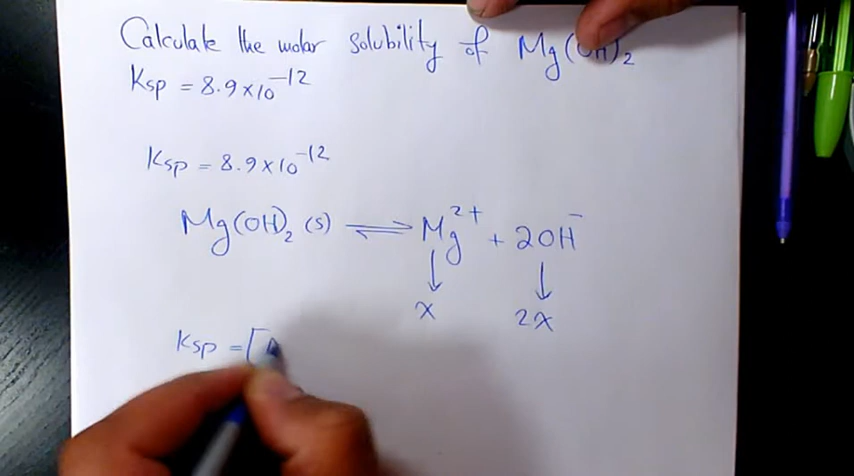 Calculate the molar solubility of Mg(OH)₂
Ksp = 8.9×10⁻¹²
Ksp = 8.9×10⁻¹²
Mg(OH)₂ (s) ⇌ Mg²⁺ + 2OH⁻
↓ ↓
x 2x
Ksp = [